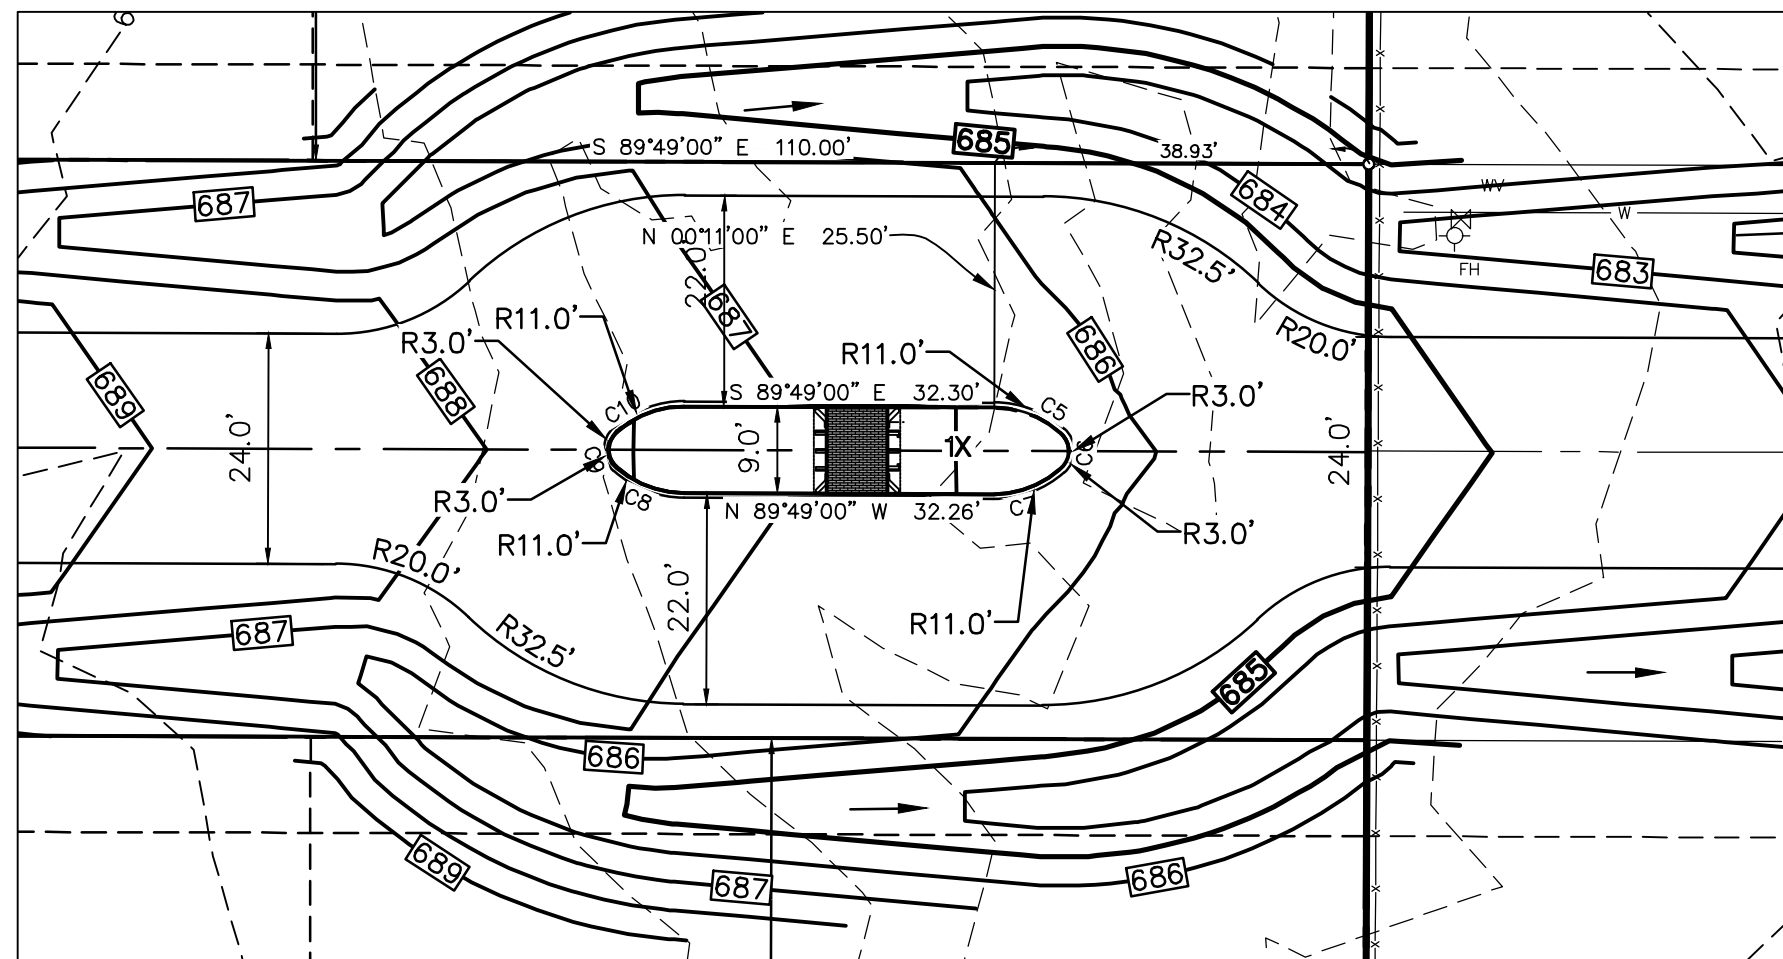 S 89°49'00" E 110.00'
685
38.93'
687
684
WV
W
N 00°11'00" E 25.50'
22.0'
R32.5'
FH
683
R11.0'
687
R3.0'
R11.0'
686
R20.0'
689
688
S 89°49'00" E 32.30'
R3.0'
C10
C5
24.0'
9.0'
1X
24.0'
C9
C6
R3.0'
C8
N 89°49'00" W 32.26'
C
R11.0'
R3.0'
R20.0'
22.0'
R11.0'
687
R32.5'
685
686
689
687
686